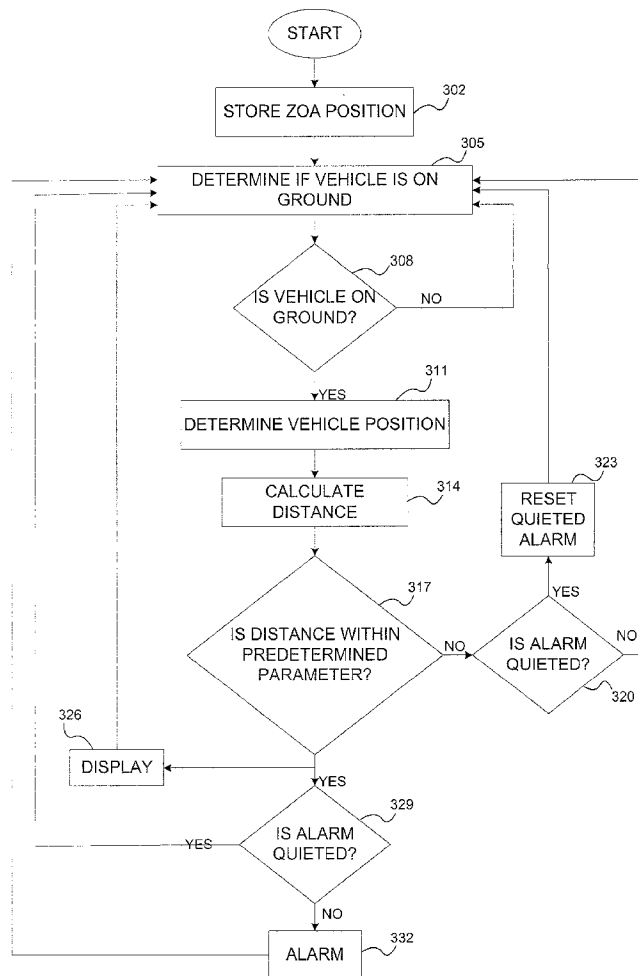 START
STORE ZOA POSITION
302
305
DETERMINE IF VEHICLE IS ON
GROUND
308
IS VEHICLE ON
GROUND?
NO
YES
311
DETERMINE VEHICLE POSITION
CALCULATE
DISTANCE
314
323
RESET
QUIETED
ALARM
317
IS DISTANCE WITHIN
PREDETERMINED
PARAMETER?
NO
YES
IS ALARM
QUIETED?
NO
320
326
DISPLAY
YES
329
IS ALARM
QUIETED?
YES
NO
ALARM
332